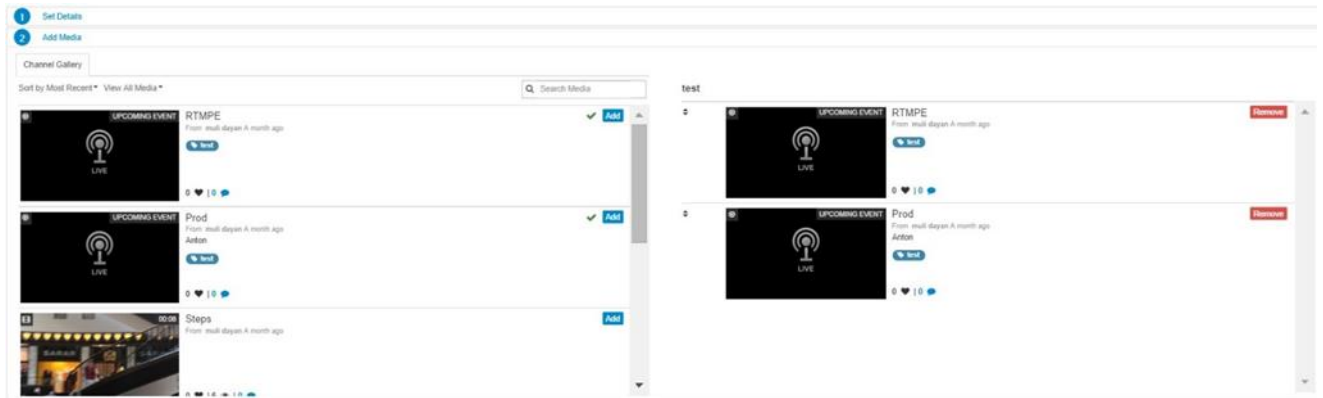 1 Set Details
2 Add Media
Channel Gallery
Sort by Most Recent View All Media
Search Media
UPCOMING EVENT
LIVE
RTMPE
From muli dayan A month ago
test
0 | 0
Add
UPCOMING EVENT
LIVE
Prod
From muli dayan A month ago
Anton
test
0 | 0
Add
00:08
Steps
From muli dayan A month ago
Add
test
UPCOMING EVENT
LIVE
RTMPE
From muli dayan A month ago
test
0 | 0
Remove
UPCOMING EVENT
LIVE
Prod
From muli dayan A month ago
Anton
test
0 | 0
Remove